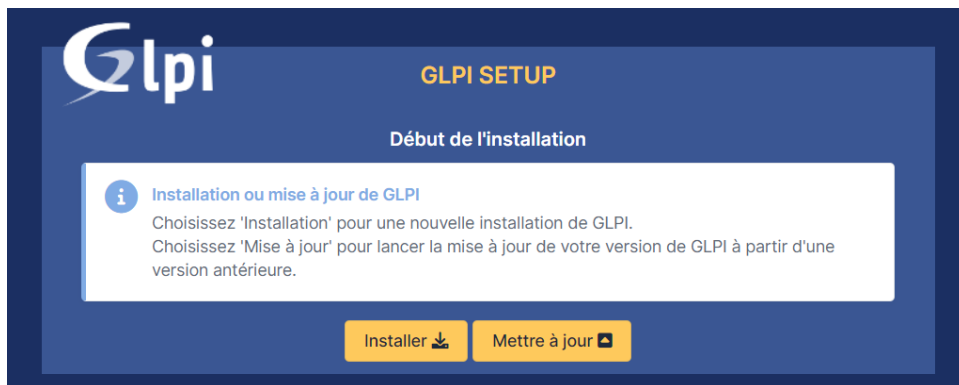 Glpi
GLPI SETUP
Début de l'installation
Installation ou mise à jour de GLPI
Choisissez 'Installation' pour une nouvelle installation de GLPI.
Choisissez 'Mise à jour' pour lancer la mise à jour de votre version de GLPI à partir d'une
version antérieure.
Installer
Mettre à jour